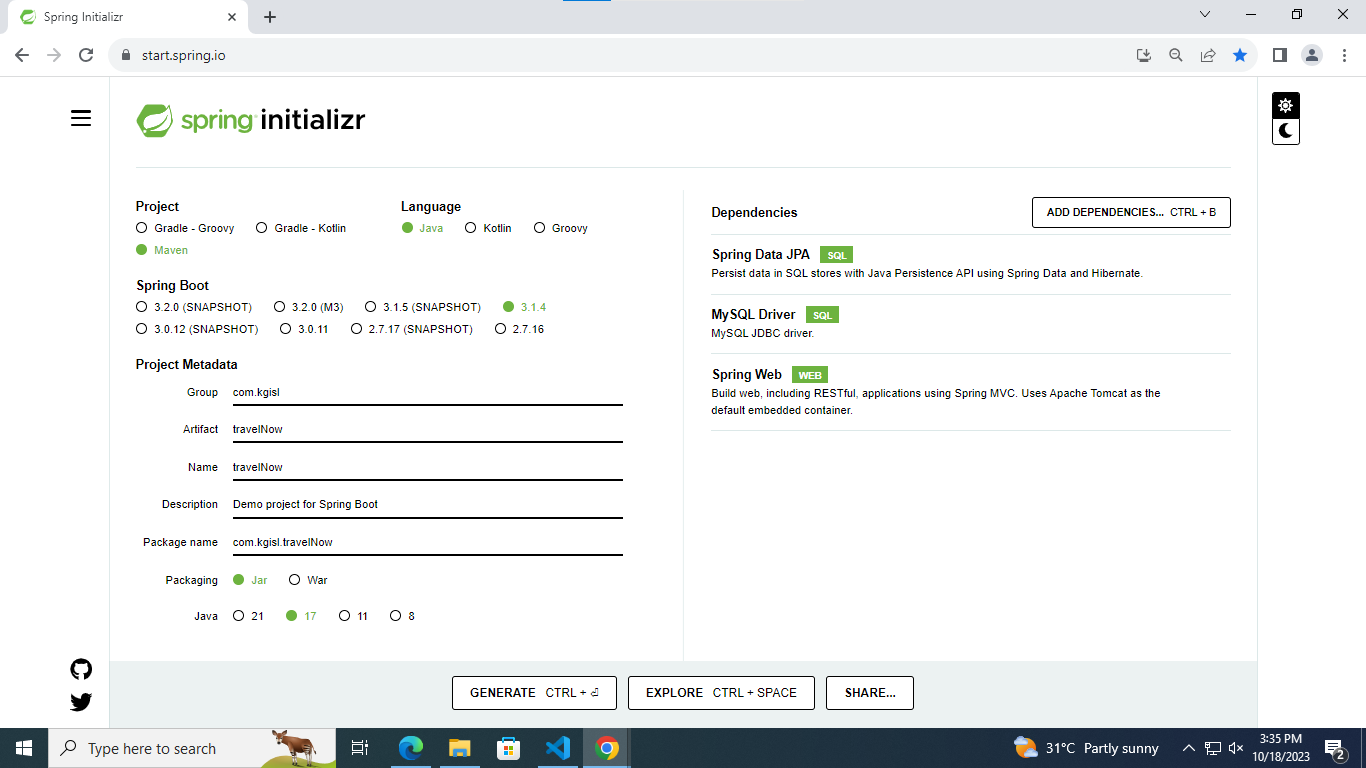 Spring Initializr
start.spring.io
spring initializr
Project
Gradle - Groovy Gradle - Kotlin
Maven
Language
Java Kotlin Groovy
Spring Boot
3.2.0 (SNAPSHOT) 3.2.0 (M3) 3.1.5 (SNAPSHOT) 3.1.4
3.0.12 (SNAPSHOT) 3.0.11 2.7.17 (SNAPSHOT) 2.7.16
Project Metadata
Group com.kgisl
Artifact travelNow
Name travelNow
Description Demo project for Spring Boot
Package name com.kgisl.travelNow
Packaging Jar War
Java 21 17 11 8
Dependencies ADD DEPENDENCIES... CTRL + B
Spring Data JPA SQL
Persist data in SQL stores with Java Persistence API using Spring Data and Hibernate.
MySQL Driver SQL
MySQL JDBC driver.
Spring Web WEB
Build web, including RESTful, applications using Spring MVC. Uses Apache Tomcat as the
default embedded container.
GENERATE CTRL + ⏎ EXPLORE CTRL + SPACE SHARE...
Type here to search
31°C Partly sunny
3:35 PM
10/18/2023
2